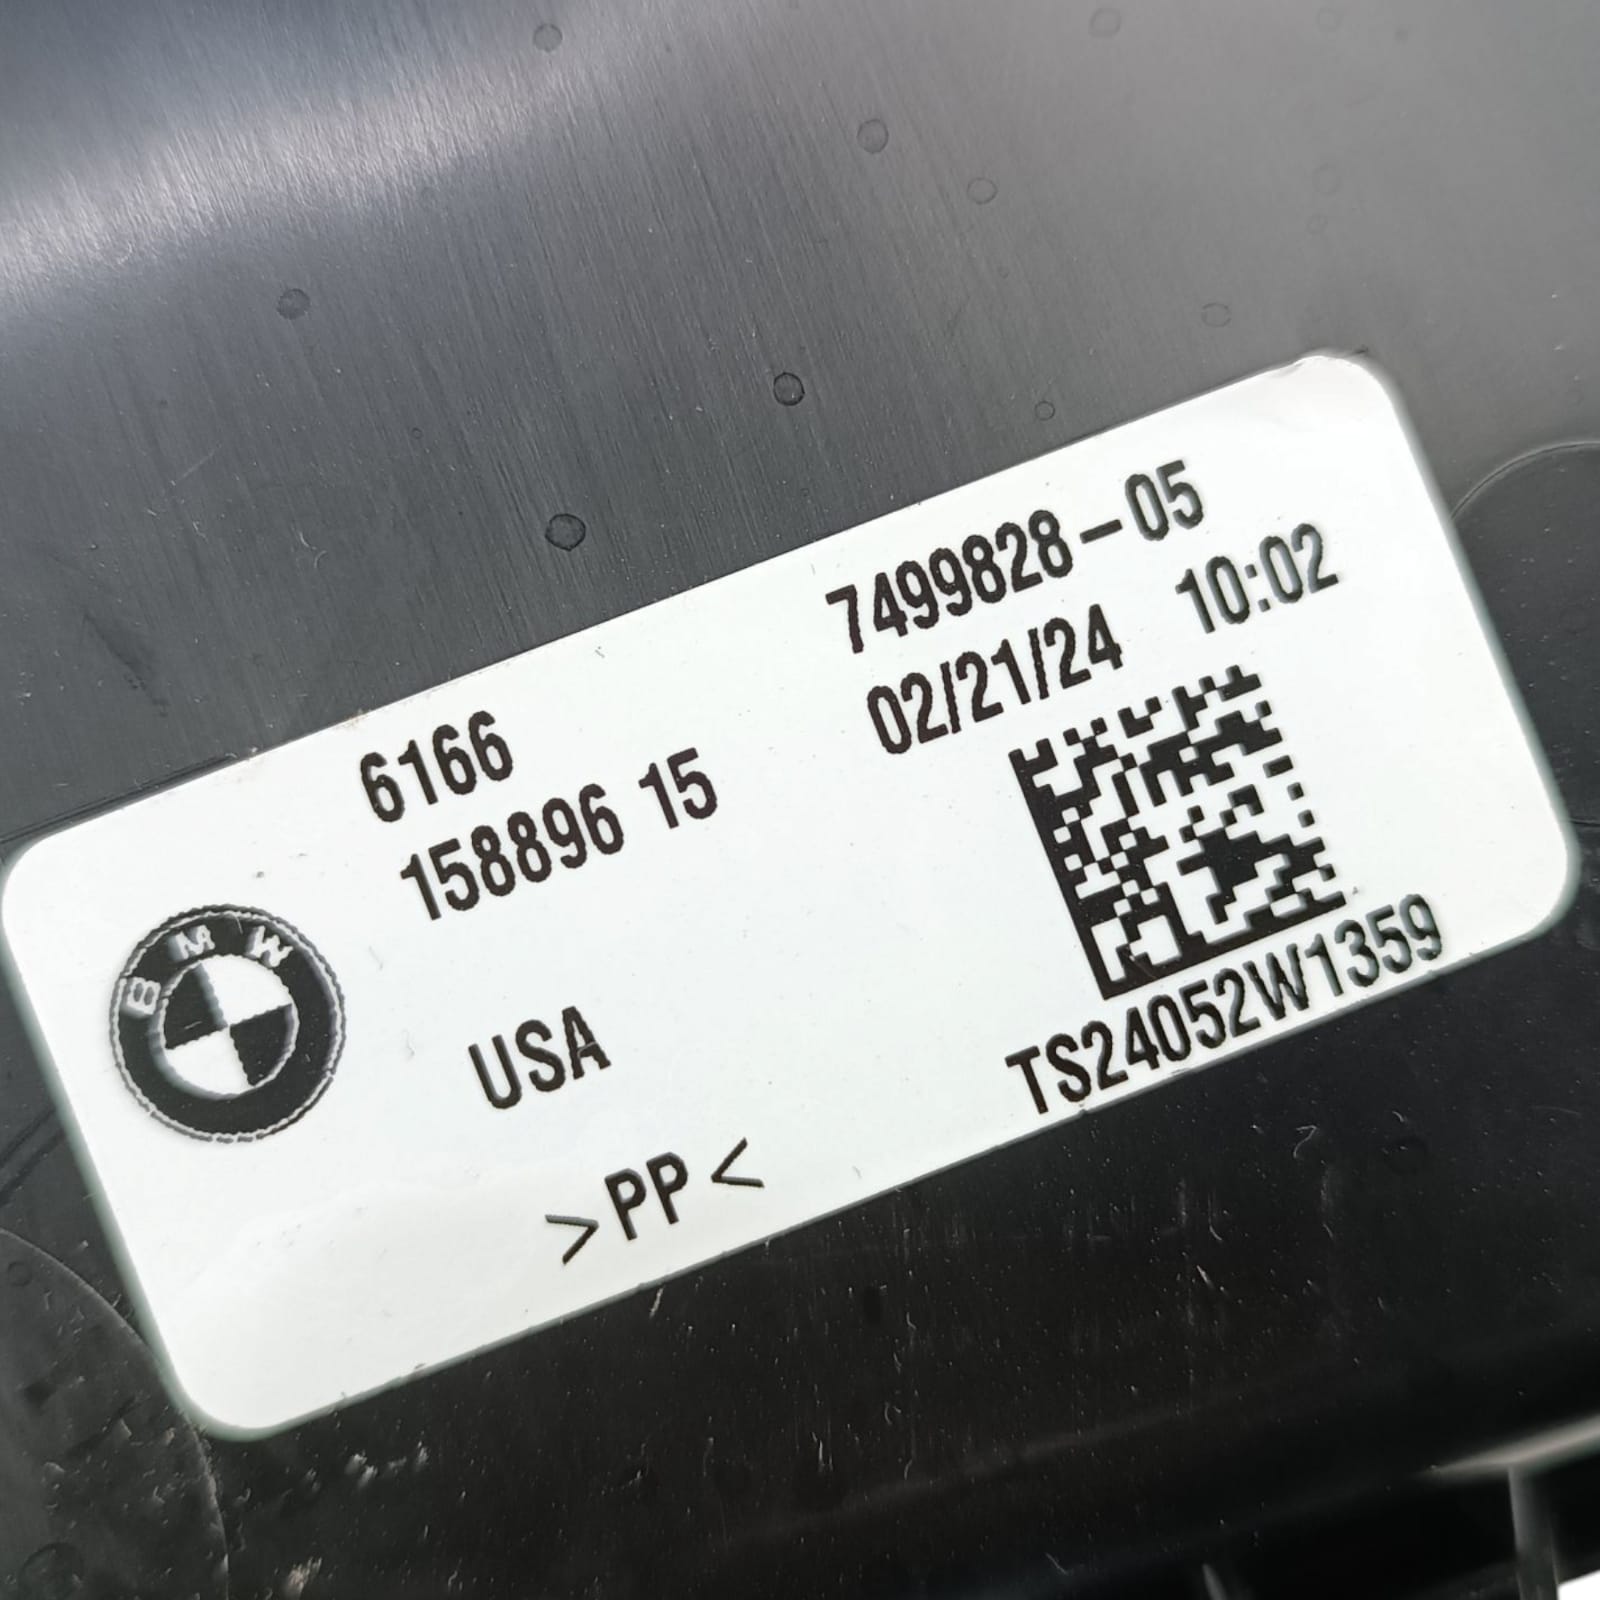 7499828-05
02/21/24 10:02
6166
158896 15
BMW
USA
TS24052W1359
>PP<